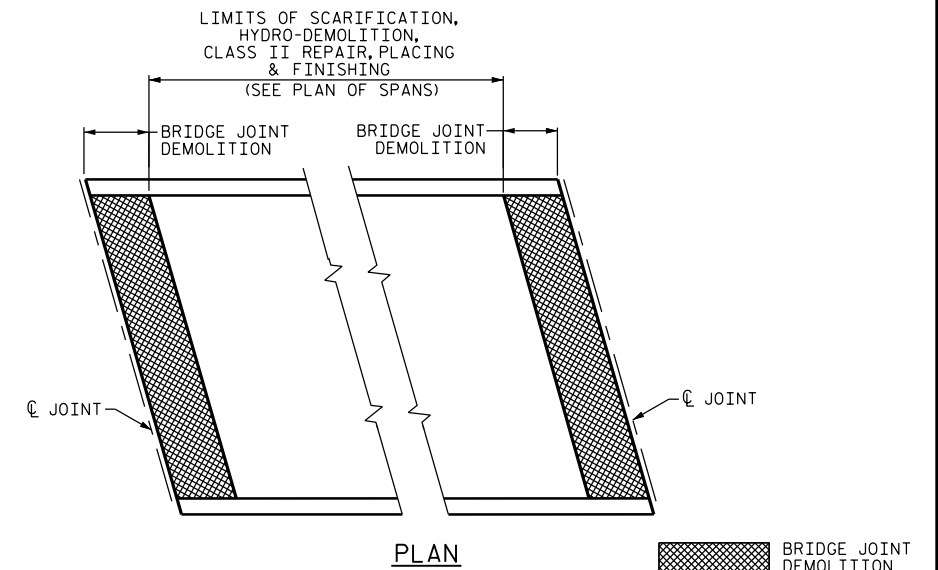 LIMITS OF SCARIFICATION,
HYDRO-DEMOLITION,
CLASS II REPAIR, PLACING
& FINISHING
(SEE PLAN OF SPANS)
BRIDGE JOINT
DEMOLITION
BRIDGE JOINT
DEMOLITION
℄ JOINT
℄ JOINT
PLAN
BRIDGE JOINT
DEMOLITION